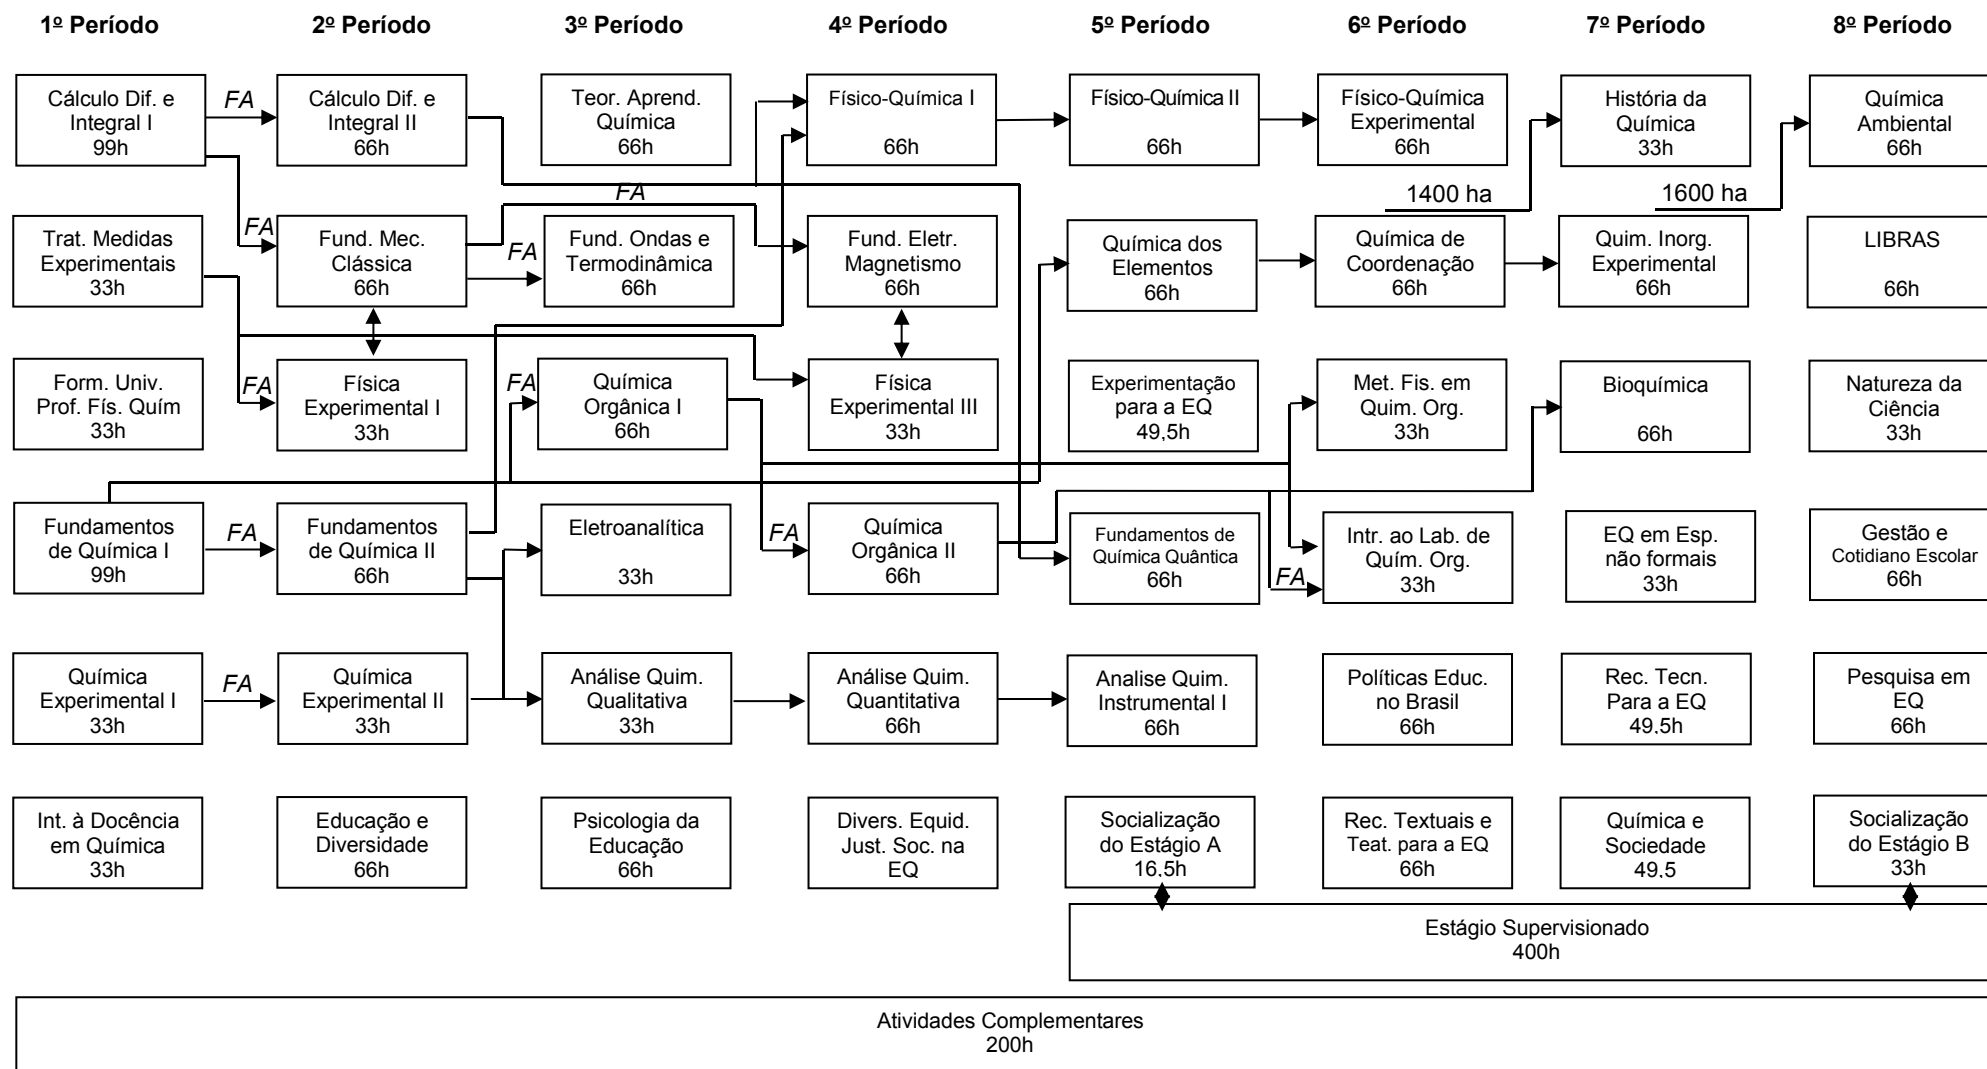 1º Período
2º Período
3º Período
4º Período
5º Período
6º Período
7º Período
8º Período
Cálculo Dif. e
Integral I
99h
FA
Cálculo Dif. e
Integral II
66h
Teor. Aprend.
Química
66h
Físico-Química I
66h
Físico-Química II
66h
Físico-Química
Experimental
66h
História da
Química
33h
Química
Ambiental
66h
FA
1400 ha
1600 ha
Trat. Medidas
Experimentais
33h
FA
Fund. Mec.
Clássica
66h
FA
Fund. Ondas e
Termodinâmica
66h
Fund. Eletr.
Magnetismo
66h
Química dos
Elementos
66h
Química de
Coordenação
66h
Quim. Inorg.
Experimental
66h
LIBRAS
66h
Form. Univ.
Prof. Fís. Quím
33h
FA
Física
Experimental I
33h
FA
Química
Orgânica I
66h
Física
Experimental III
33h
Experimentação
para a EQ
49,5h
Met. Fis. em
Quim. Org.
33h
Bioquímica
66h
Natureza da
Ciência
33h
Fundamentos
de Química I
99h
FA
Fundamentos
de Química II
66h
Eletroanalítica
33h
FA
Química
Orgânica II
66h
Fundamentos de
Química Quântica
66h
FA
Intr. ao Lab. de
Quím. Org.
33h
EQ em Esp.
não formais
33h
Gestão e
Cotidiano Escolar
66h
Química
Experimental I
33h
FA
Química
Experimental II
33h
Análise Quim.
Qualitativa
33h
Análise Quim.
Quantitativa
66h
Analise Quim.
Instrumental I
66h
Políticas Educ.
no Brasil
66h
Rec. Tecn.
Para a EQ
49,5h
Pesquisa em
EQ
66h
Int. à Docência
em Química
33h
Educação e
Diversidade
66h
Psicologia da
Educação
66h
Divers. Equid.
Just. Soc. na
EQ
Socialização
do Estágio A
16,5h
Rec. Textuais e
Teat. para a EQ
66h
Química e
Sociedade
49,5
Socialização
do Estágio B
33h
Estágio Supervisionado
400h
Atividades Complementares
200h